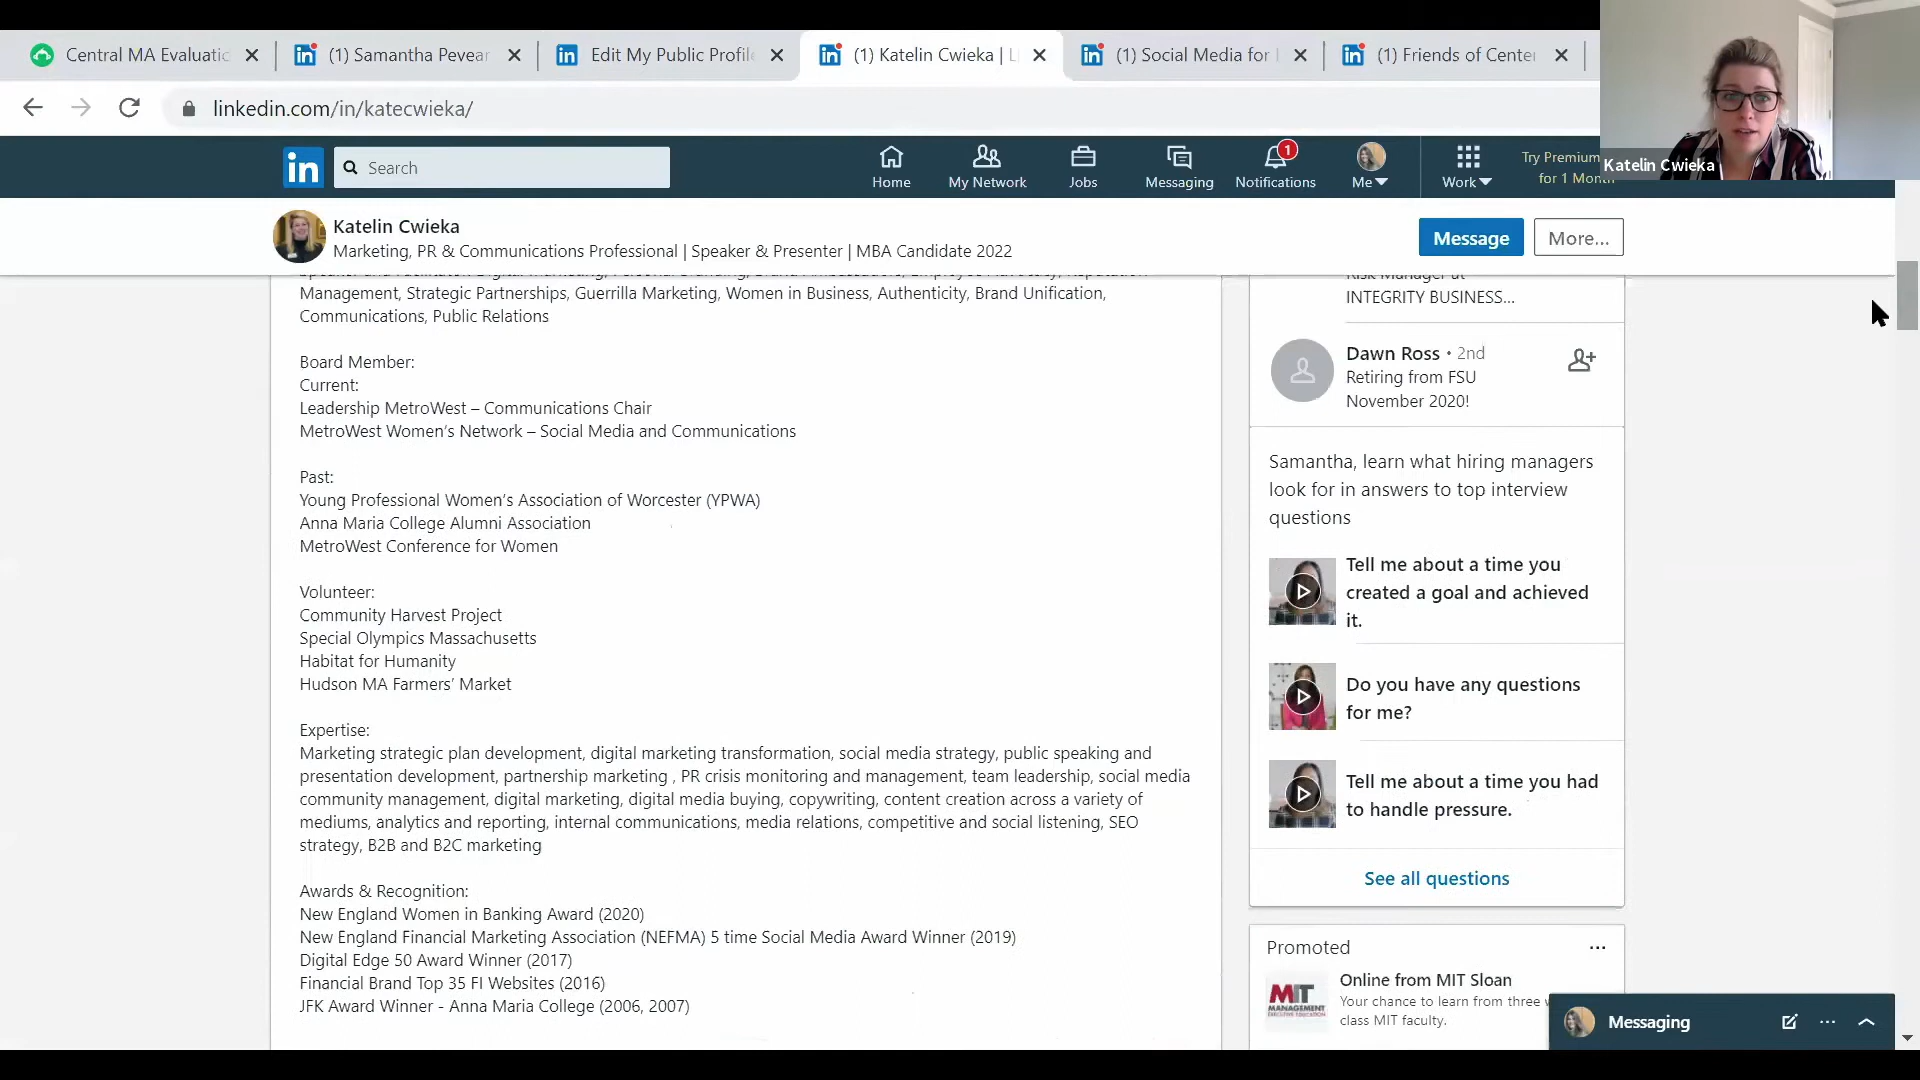 Central MA Evaluatic
(1) Samantha Pevear
Edit My Public Profile
(1) Katelin Cwieka | L
(1) Social Media for
(1) Friends of Center
linkedin.com/in/katecwieka/
in
Search
Home
My Network
Jobs
Messaging
1
Notifications
Me
Work
Try Premium
for 1 Month
Katelin Cwieka
Katelin Cwieka
Marketing, PR & Communications Professional | Speaker & Presenter | MBA Candidate 2022
Message
More...
Management, Strategic Partnerships, Guerrilla Marketing, Women in Business, Authenticity, Brand Unification,
Communications, Public Relations
Board Member:
Current:
Leadership MetroWest – Communications Chair
MetroWest Women's Network – Social Media and Communications
Past:
Young Professional Women's Association of Worcester (YPWA)
Anna Maria College Alumni Association
MetroWest Conference for Women
Volunteer:
Community Harvest Project
Special Olympics Massachusetts
Habitat for Humanity
Hudson MA Farmers' Market
Expertise:
Marketing strategic plan development, digital marketing transformation, social media strategy, public speaking and
presentation development, partnership marketing , PR crisis monitoring and management, team leadership, social media
community management, digital marketing, digital media buying, copywriting, content creation across a variety of
mediums, analytics and reporting, internal communications, media relations, competitive and social listening, SEO
strategy, B2B and B2C marketing
Awards & Recognition:
New England Women in Banking Award (2020)
New England Financial Marketing Association (NEFMA) 5 time Social Media Award Winner (2019)
Digital Edge 50 Award Winner (2017)
Financial Brand Top 35 FI Websites (2016)
JFK Award Winner - Anna Maria College (2006, 2007)
Risk Manager at
INTEGRITY BUSINESS...
Dawn Ross • 2nd
Retiring from FSU
November 2020!
Samantha, learn what hiring managers
look for in answers to top interview
questions
Tell me about a time you
created a goal and achieved
it.
Do you have any questions
for me?
Tell me about a time you had
to handle pressure.
See all questions
Promoted
...
MIT
MANAGEMENT
Online from MIT Sloan
Your chance to learn from three
class MIT faculty.
Messaging